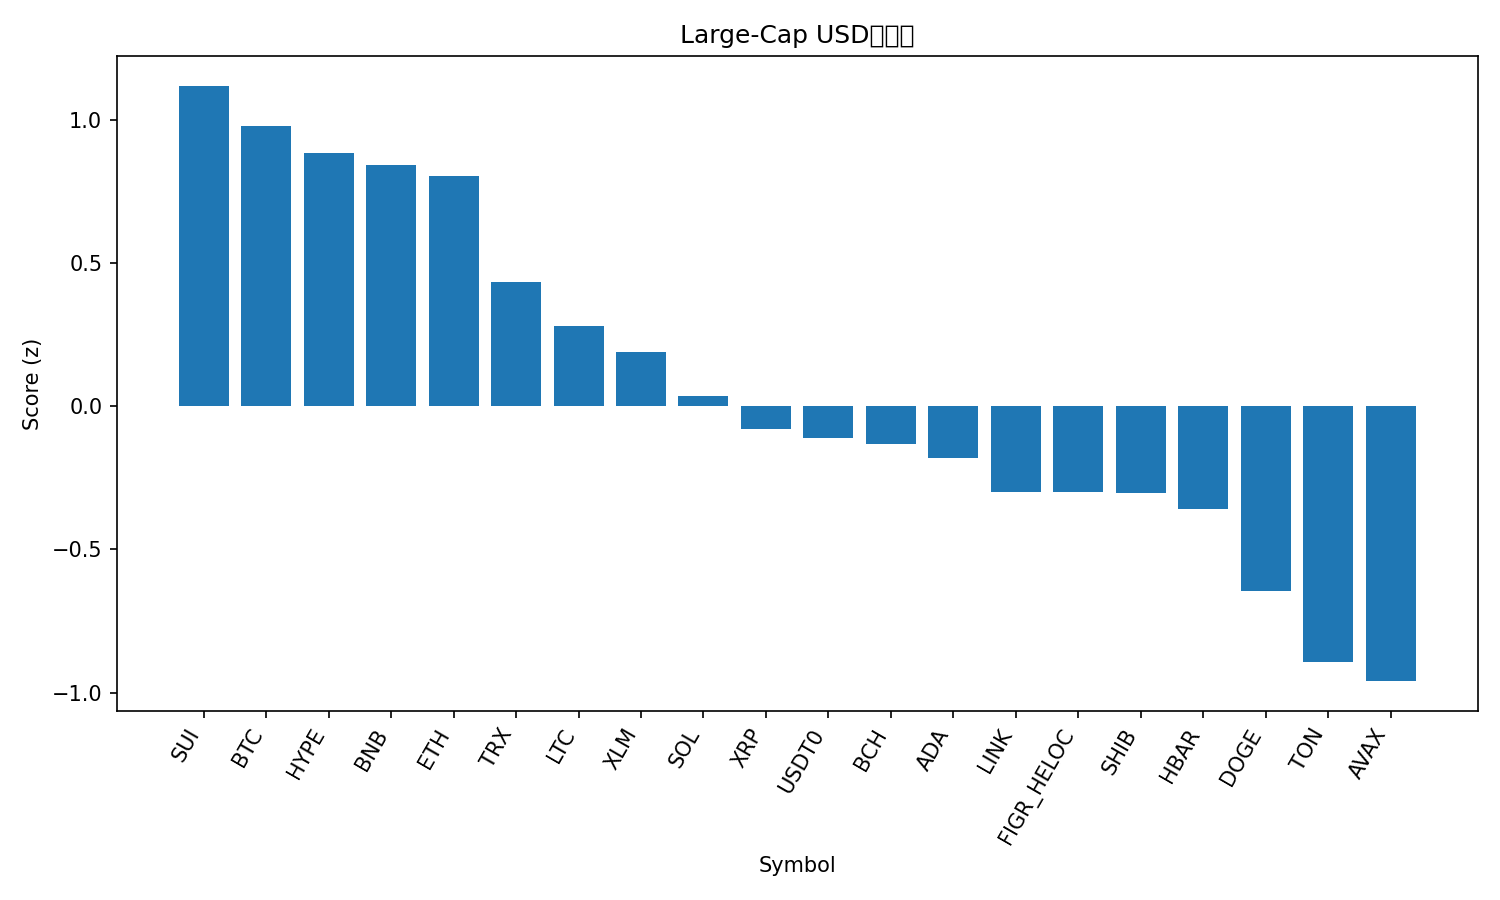 Large-Cap USD
Score (z)
1.0
0.5
0.0
−0.5
−1.0
SUI
BTC
HYPE
BNB
ETH
TRX
LTC
XLM
SOL
XRP
USDT0
BCH
ADA
LINK
FIGR_HELOC
SHIB
HBAR
DOGE
TON
AVAX
Symbol